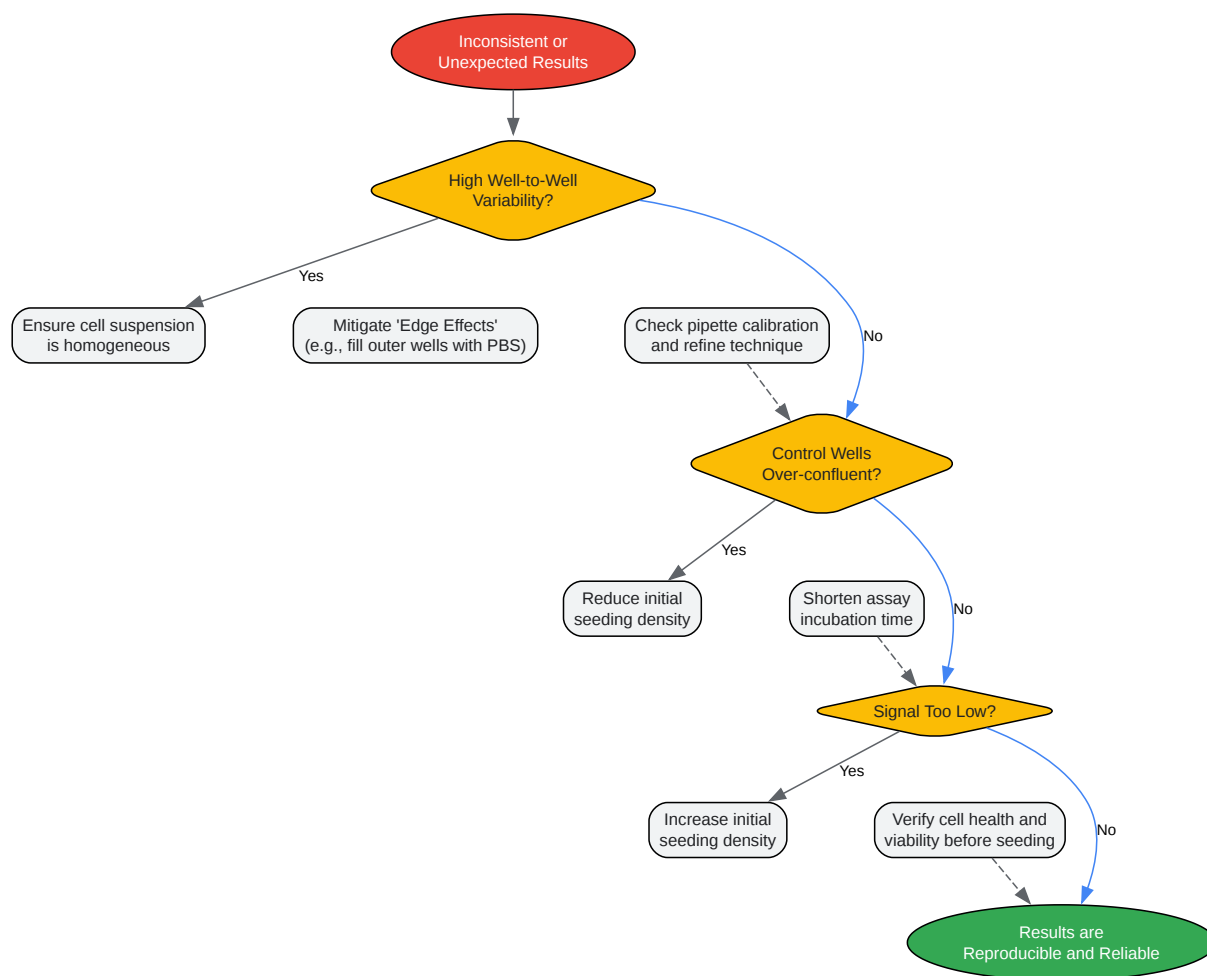 Inconsistent or
Unexpected Results
High Well-to-Well
Variability?
Yes
Ensure cell suspension
is homogeneous
Mitigate 'Edge Effects'
(e.g., fill outer wells with PBS)
Check pipette calibration
and refine technique
No
Control Wells
Over-confluent?
Yes
Reduce initial
seeding density
Shorten assay
incubation time
No
Signal Too Low?
Yes
Increase initial
seeding density
Verify cell health and
viability before seeding
No
Results are
Reproducible and Reliable